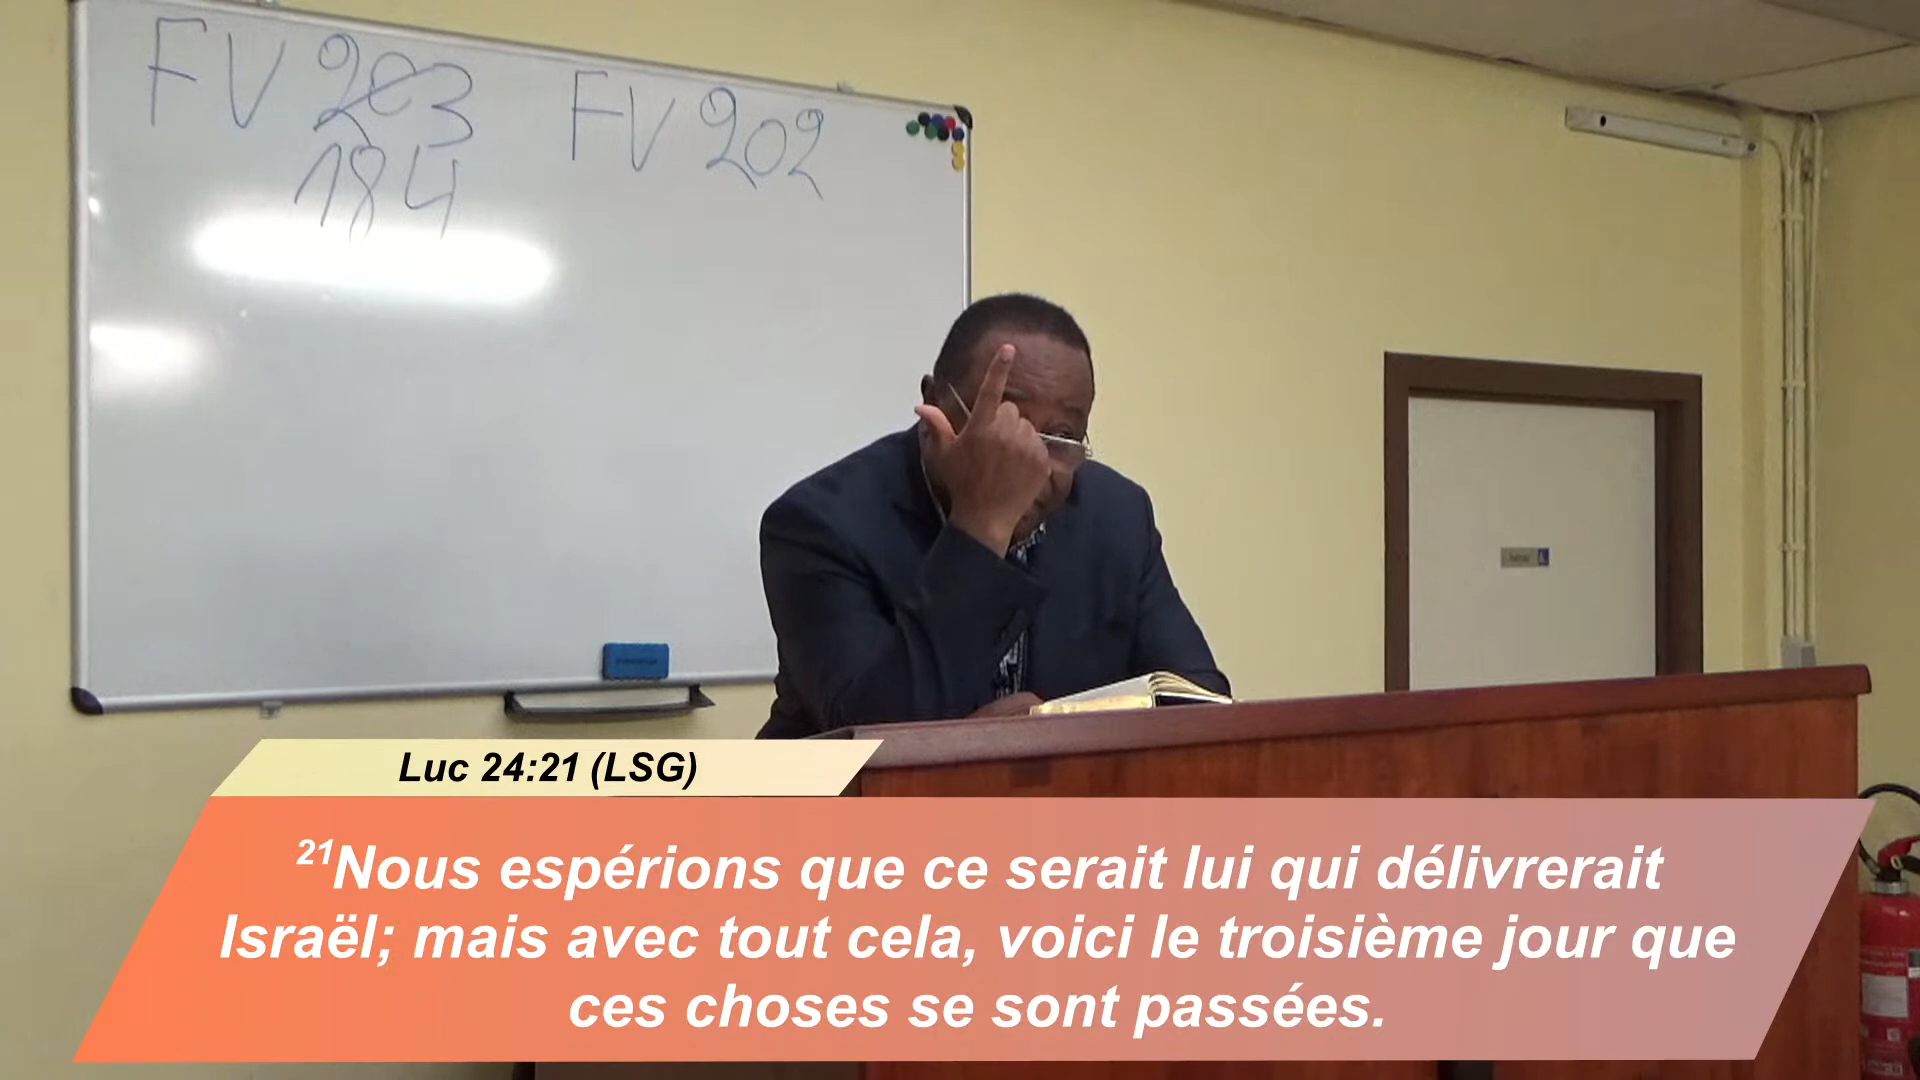 FV 203 FV 202
184
Luc 24:21 (LSG)
21Nous espérions que ce serait lui qui délivrerait
Israël; mais avec tout cela, voici le troisième jour que
ces choses se sont passées.